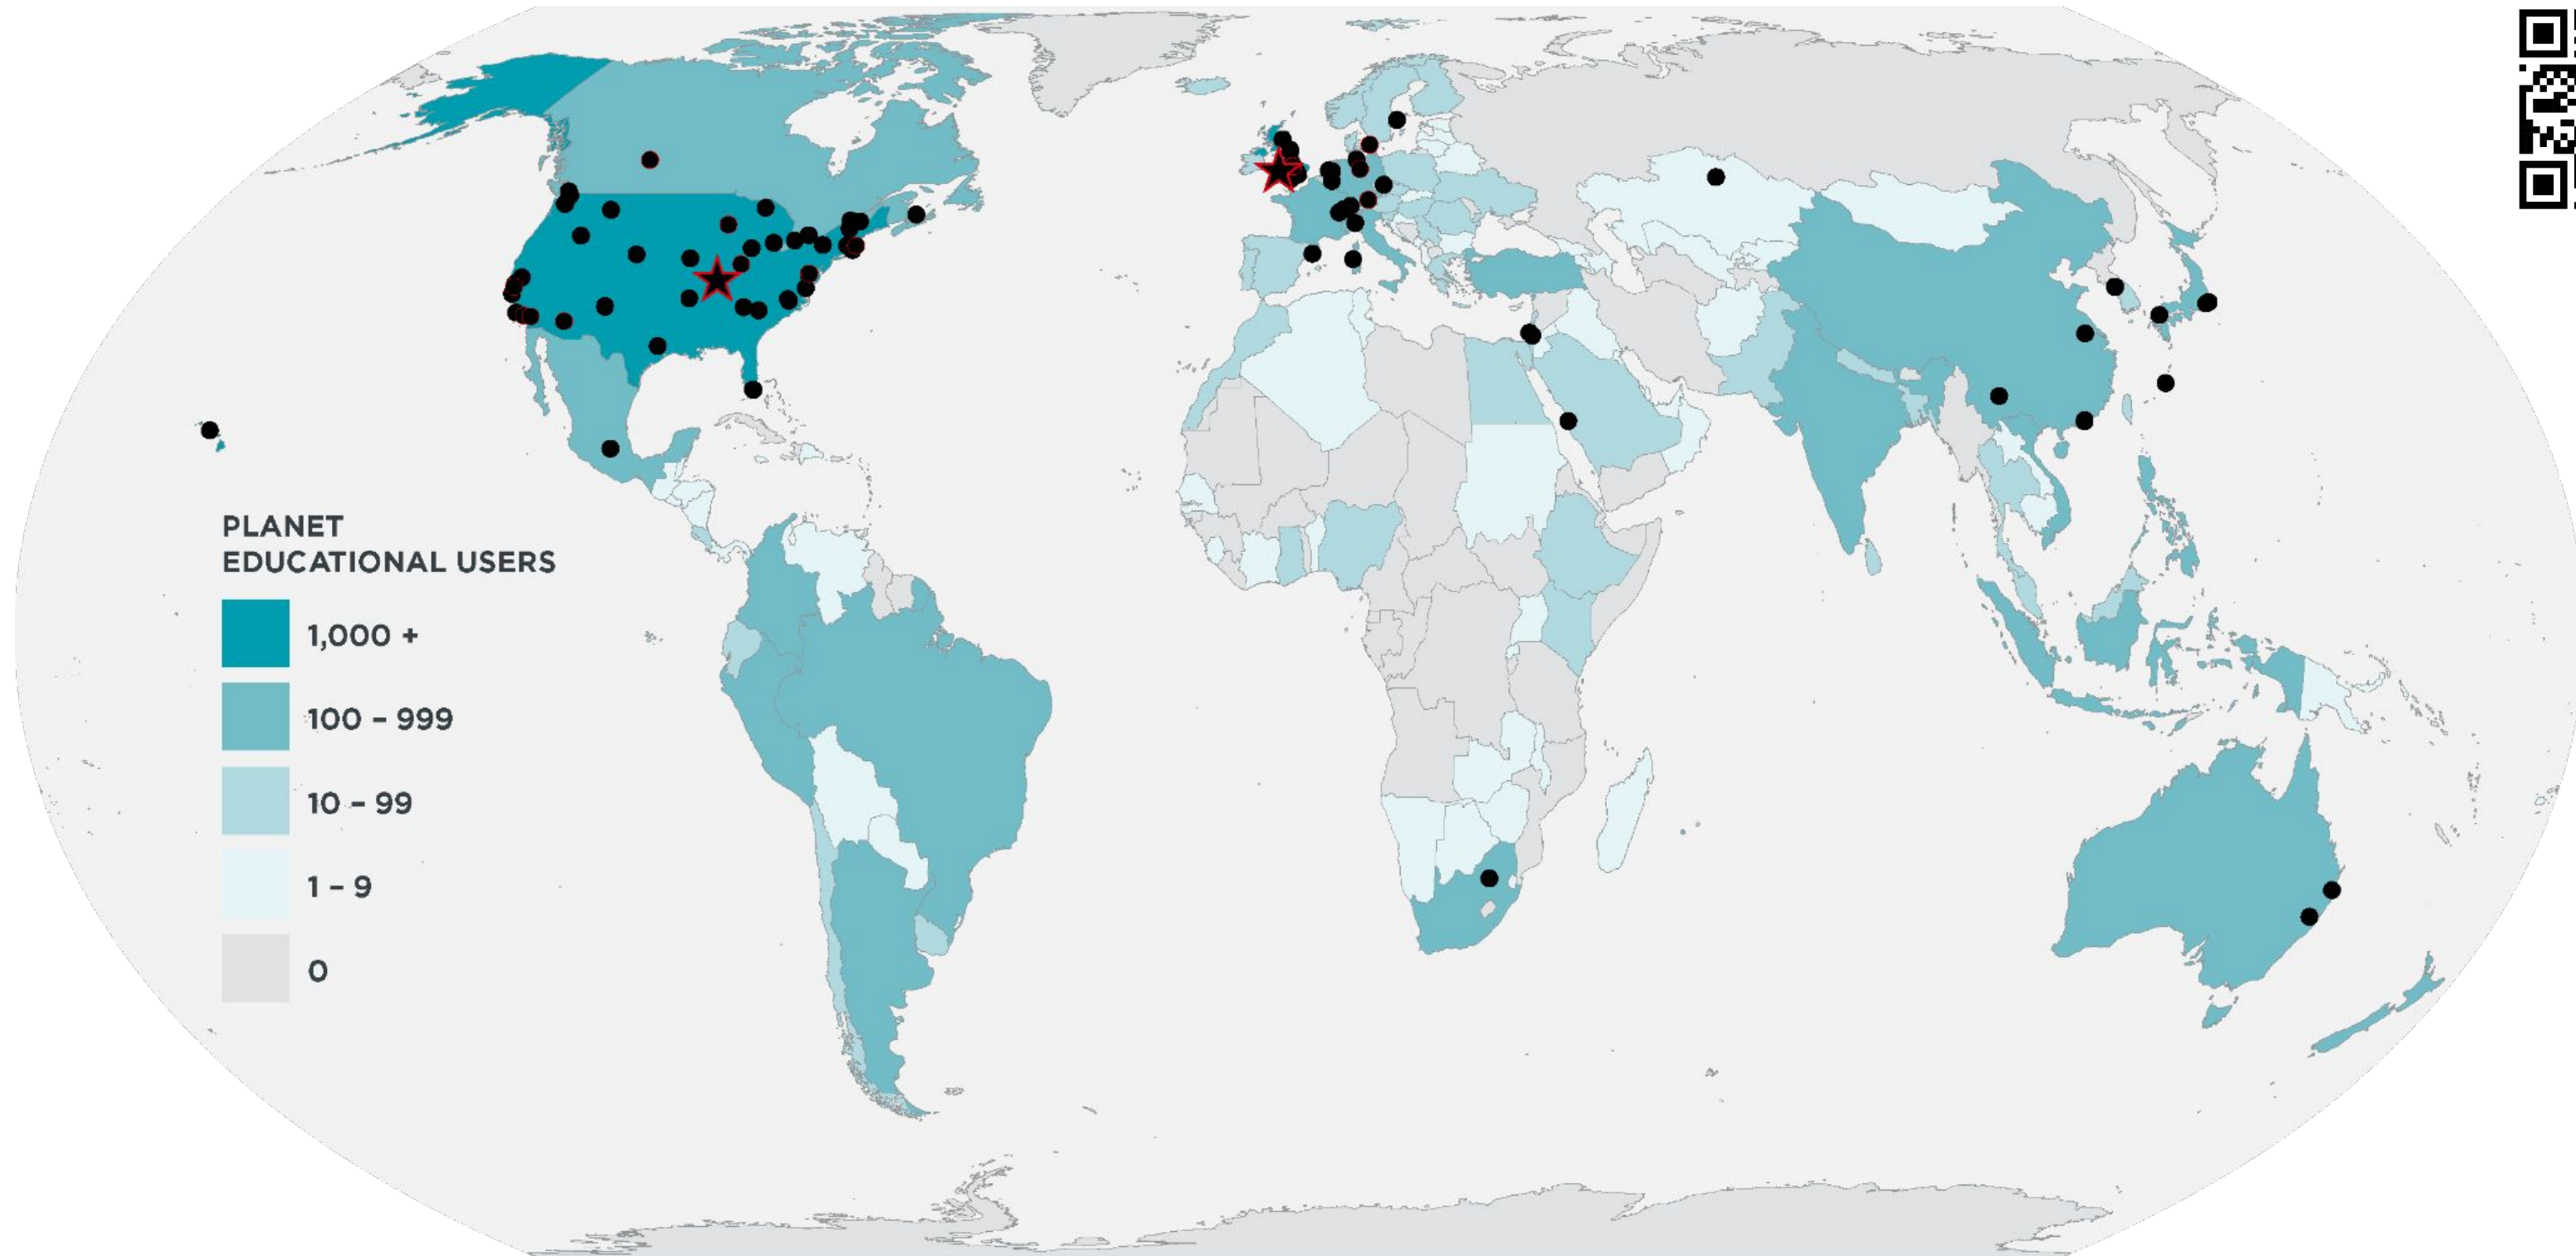 PLANET
EDUCATIONAL USERS
1,000 +
100 – 999
10 – 99
1 – 9
0